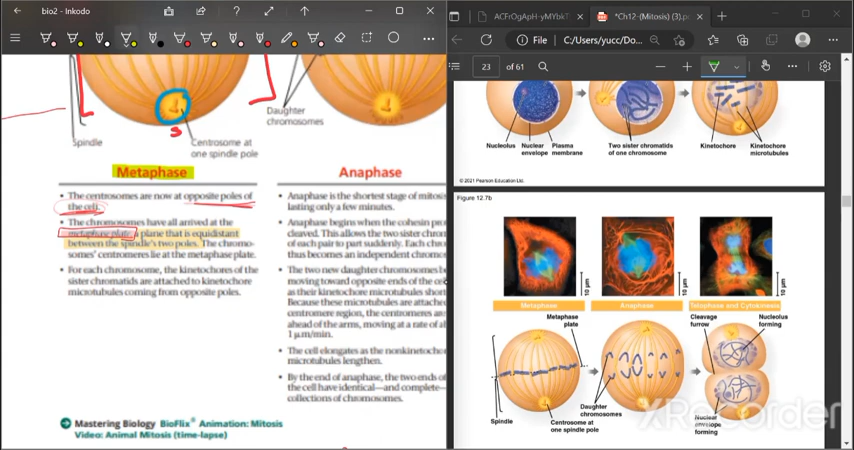 bio2 - Inkodo
ACFrOgApH-yMYbkT
*Ch12-(Mitosis) (3).p
File
C:/Users/yucc/Do...
23 of 61
Spindle
Centrosome at
one spindle pole
Daughter
chromosomes
S
Metaphase
• The centrosomes are now at opposite poles of
the cell.
• The chromosomes have all arrived at the
metaphase plate, a plane that is equidistant
between the spindle's two poles. The chromo-
somes' centromeres lie at the metaphase plate.
• For each chromosome, the kinetochores of the
sister chromatids are attached to kinetochore
microtubules coming from opposite poles.
Anaphase
• Anaphase is the shortest stage of mitosis
lasting only a few minutes.
• Anaphase begins when the cohesin pro
cleaved. This allows the two sister chrom
of each pair to part suddenly. Each chrom
thus becomes an independent chromos
• The two new daughter chromosomes b
moving toward opposite ends of the ce
as their kinetochore microtubules short
Because these microtubules are attache
centromere region, the centromeres are
ahead of the arms, moving at a rate of ab
1 µm/min.
• The cell elongates as the nonkinetochor
microtubules lengthen.
• By the end of anaphase, the two ends of
the cell have identical—and complete—
collections of chromosomes.
Mastering Biology BioFlix Animation: Mitosis
Video: Animal Mitosis (time-lapse)
Nucleolus
Nuclear
envelope
Plasma
membrane
Two sister chromatids
of one chromosome
Kinetochore
Kinetochore
microtubules
© 2021 Pearson Education, Ltd.
Figure 12.7b
10 µm
10 µm
10 µm
Metaphase
Anaphase
Telophase and Cytokinesis
Metaphase
plate
Cleavage
furrow
Nucleolus
forming
Spindle
Centrosome at
one spindle pole
Daughter
chromosomes
Nuclear
envelope
forming
XRecorder